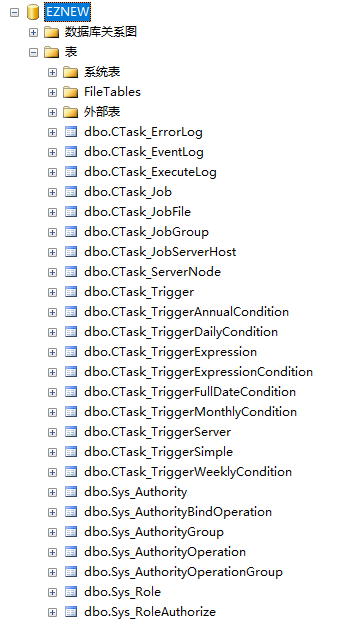 EZNEW
数据库关系图
表
系统表
FileTables
外部表
dbo.CTask_ErrorLog
dbo.CTask_EventLog
dbo.CTask_ExecuteLog
dbo.CTask_Job
dbo.CTask_JobFile
dbo.CTask_JobGroup
dbo.CTask_JobServerHost
dbo.CTask_ServerNode
dbo.CTask_Trigger
dbo.CTask_TriggerAnnualCondition
dbo.CTask_TriggerDailyCondition
dbo.CTask_TriggerExpression
dbo.CTask_TriggerExpressionCondition
dbo.CTask_TriggerFullDateCondition
dbo.CTask_TriggerMonthlyCondition
dbo.CTask_TriggerServer
dbo.CTask_TriggerSimple
dbo.CTask_TriggerWeeklyCondition
dbo.Sys_Authority
dbo.Sys_AuthorityBindOperation
dbo.Sys_AuthorityGroup
dbo.Sys_AuthorityOperation
dbo.Sys_AuthorityOperationGroup
dbo.Sys_Role
dbo.Sys_RoleAuthorize